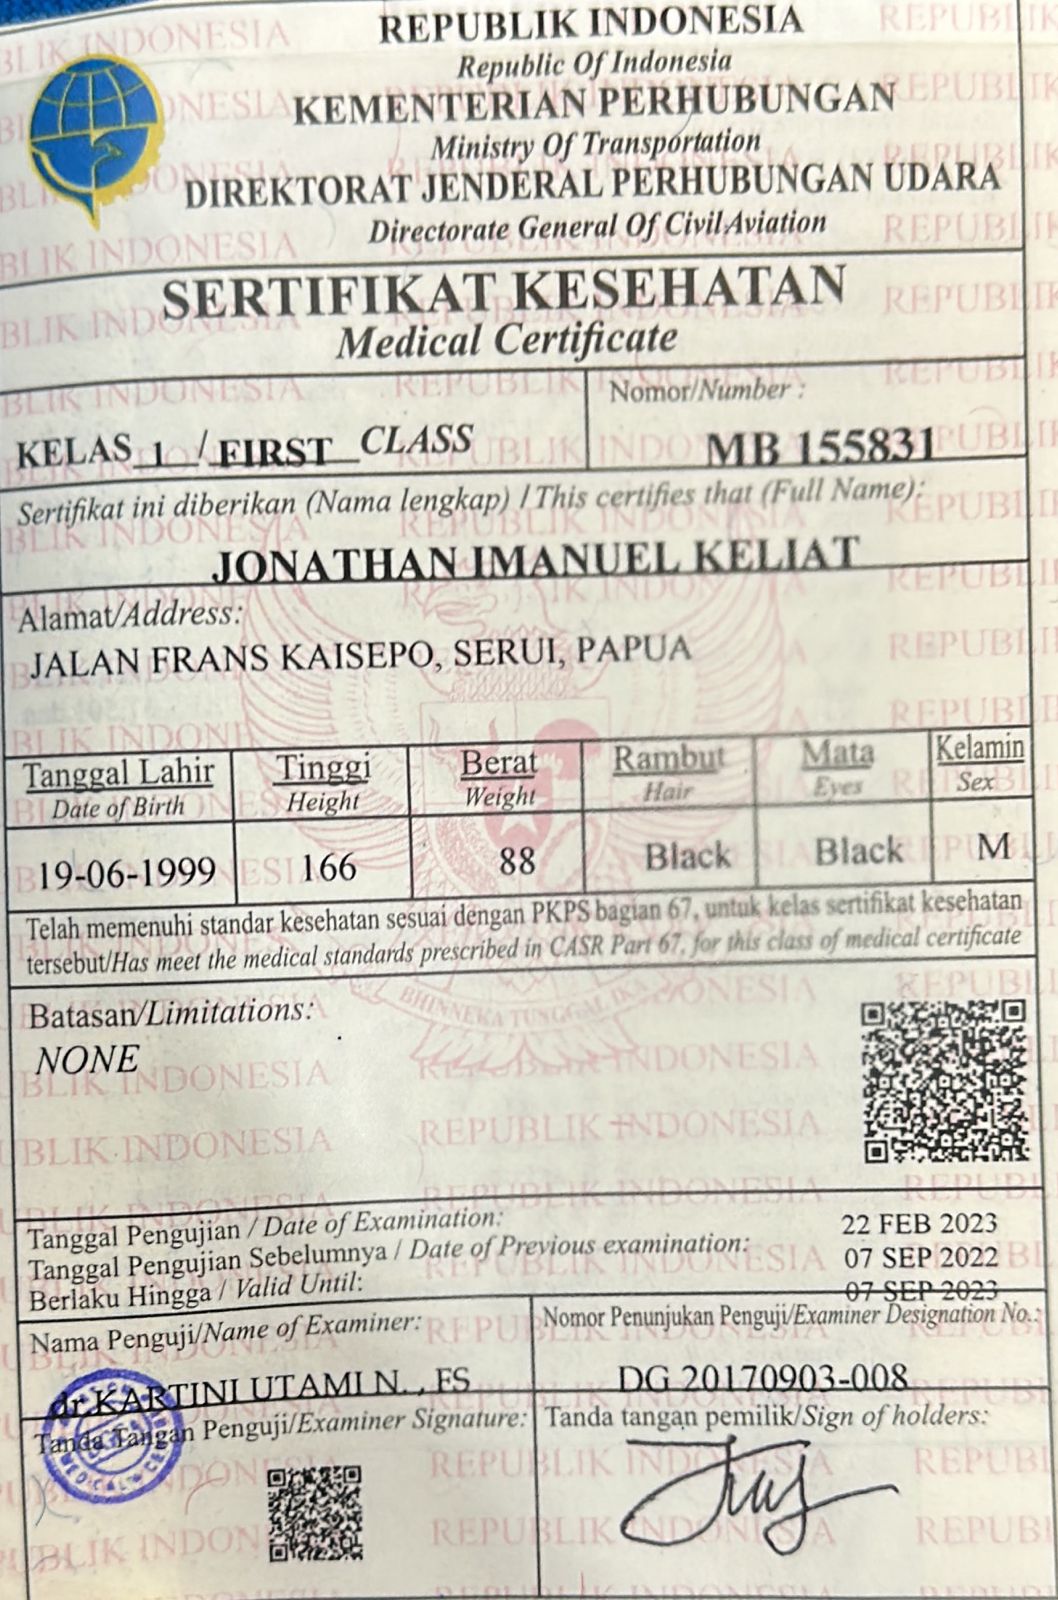 REPUBLIK INDONESIA
Republic Of Indonesia
KEMENTERIAN PERHUBUNGAN
Ministry Of Transportation
DIREKTORAT JENDERAL PERHUBUNGAN UDARA
Directorate General Of Civil Aviation
SERTIFIKAT KESEHATAN
Medical Certificate
KELAS 1 / FIRST CLASS
Nomor/Number :
MB 155831
Sertifikat ini diberikan (Nama lengkap) / This certifies that (Full Name):
JONATHAN IMANUEL KELIAT
Alamat/Address:
JALAN FRANS KAISEPO, SERUI, PAPUA
Tanggal Lahir Tinggi Berat Rambut Mata Kelamin
Date of Birth Height Weight Hair Eyes Sex
19-06-1999 166 88 Black Black M
Telah memenuhi standar kesehatan sesuai dengan PKPS bagian 67, untuk kelas sertifikat kesehatan
tersebut/Has meet the medical standards prescribed in CASR Part 67, for this class of medical certificate
Batasan/Limitations:
NONE
BHINNEKA TUNGGAL IKA
Tanggal Pengujian / Date of Examination: 22 FEB 2023
Tanggal Pengujian Sebelumnya / Date of Previous examination: 07 SEP 2022
Berlaku Hingga / Valid Until: 07 SEP 2023
Nama Penguji/Name of Examiner:
dr.KARTINI UTAMI N. , FS
Nomor Penunjukan Penguji/Examiner Designation No.:
DG 20170903-008
Tanda Tangan Penguji/Examiner Signature:
Tanda tangan pemilik/Sign of holders: